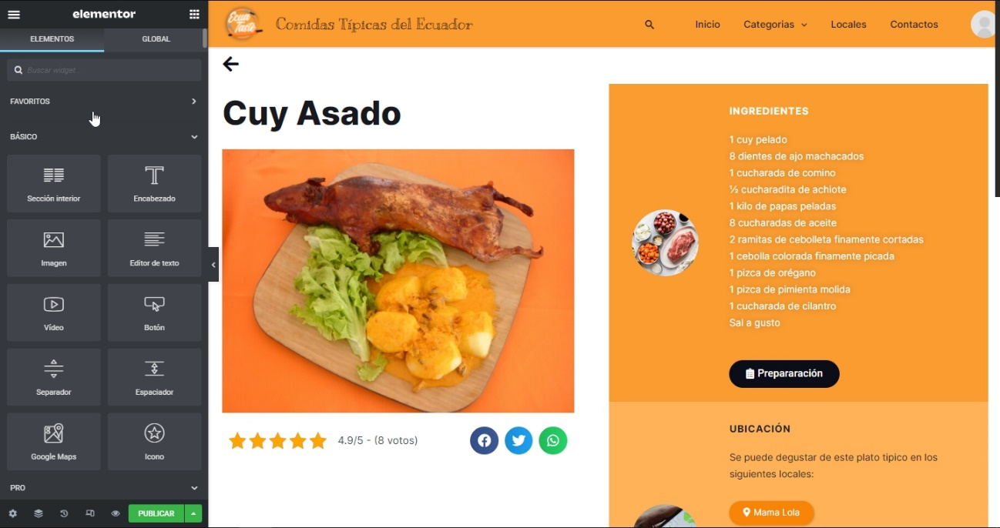 elementor
ELEMENTOS
GLOBAL
Buscar widget...
FAVORITOS
BÁSICO
Sección interior
Encabezado
Imagen
Editor de texto
Vídeo
Botón
Separador
Espaciador
Google Maps
Icono
PRO
PUBLICAR
Ecua
Taste
Comidas Típicas del Ecuador
Inicio
Categorias
Locales
Contactos
Cuy Asado
4.9/5 - (8 votos)
INGREDIENTES
1 cuy pelado
8 dientes de ajo machacados
1 cucharada de comino
½ cucharadita de achiote
1 kilo de papas peladas
8 cucharadas de aceite
2 ramitas de cebolleta finamente cortadas
1 cebolla colorada finamente picada
1 pizca de orégano
1 pizca de pimienta molida
1 cucharada de cilantro
Sal a gusto
Prepararación
UBICACIÓN
Se puede degustar de este plato tipico en los
siguientes locales:
Mama Lola